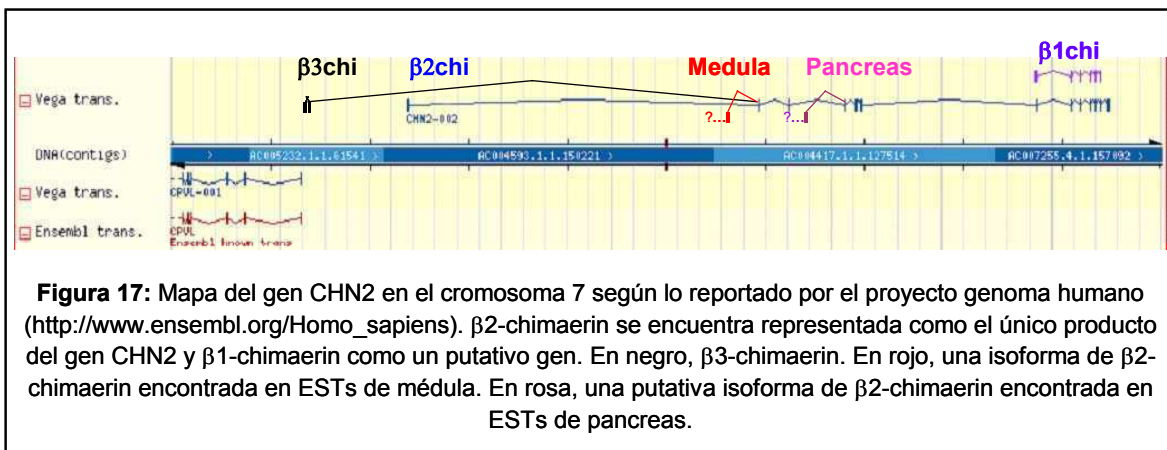 β3chi β2chi Medula Pancreas β1chi
Vega trans.
CHN2-002
?... ?...
DNA(contigs) > AC005232.1.1.61541 > AC004593.1.1.150221 > AC004417.1.1.127514 > AC007255.4.1.157092 >
Vega trans.
CPVL-001
Ensembl trans.
CPVL
Ensembl known trans
Figura 17: Mapa del gen CHN2 en el cromosoma 7 según lo reportado por el proyecto genoma humano
(http://www.ensembl.org/Homo_sapiens). β2-chimaerin se encuentra representada como el único producto
del gen CHN2 y β1-chimaerin como un putativo gen. En negro, β3-chimaerin. En rojo, una isoforma de β2-
chimaerin encontrada en ESTs de médula. En rosa, una putativa isoforma de β2-chimaerin encontrada en
ESTs de pancreas.